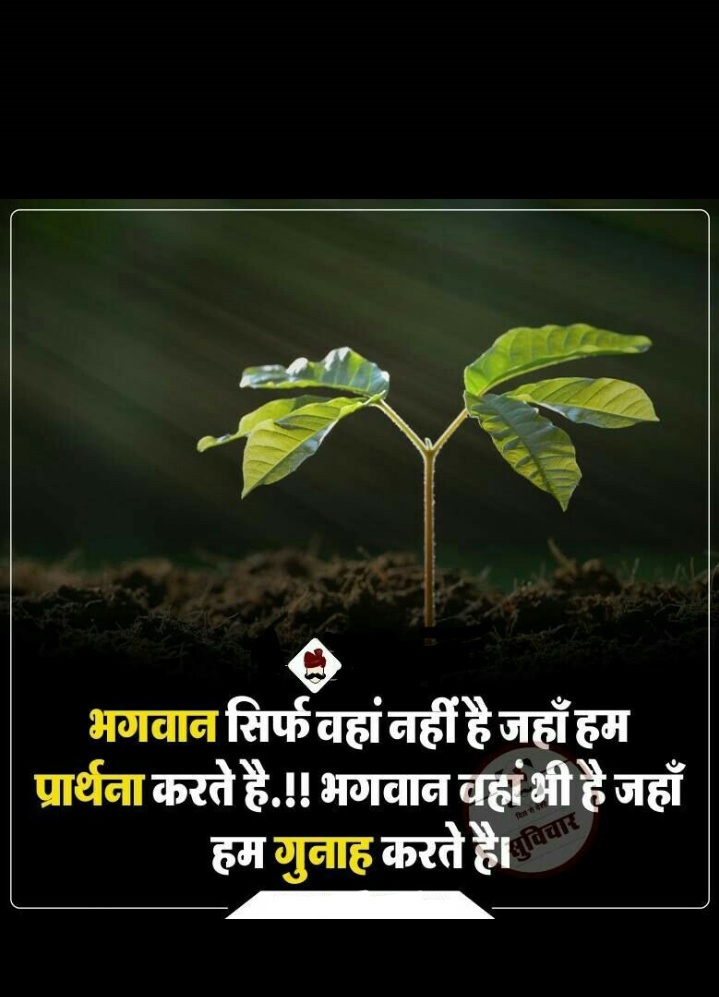 भगवान सिर्फ वहां नहीं है जहाँ हम
प्रार्थना करते है.!! भगवान वहां भी है जहाँ
हम गुनाह करते है।
सुविचार